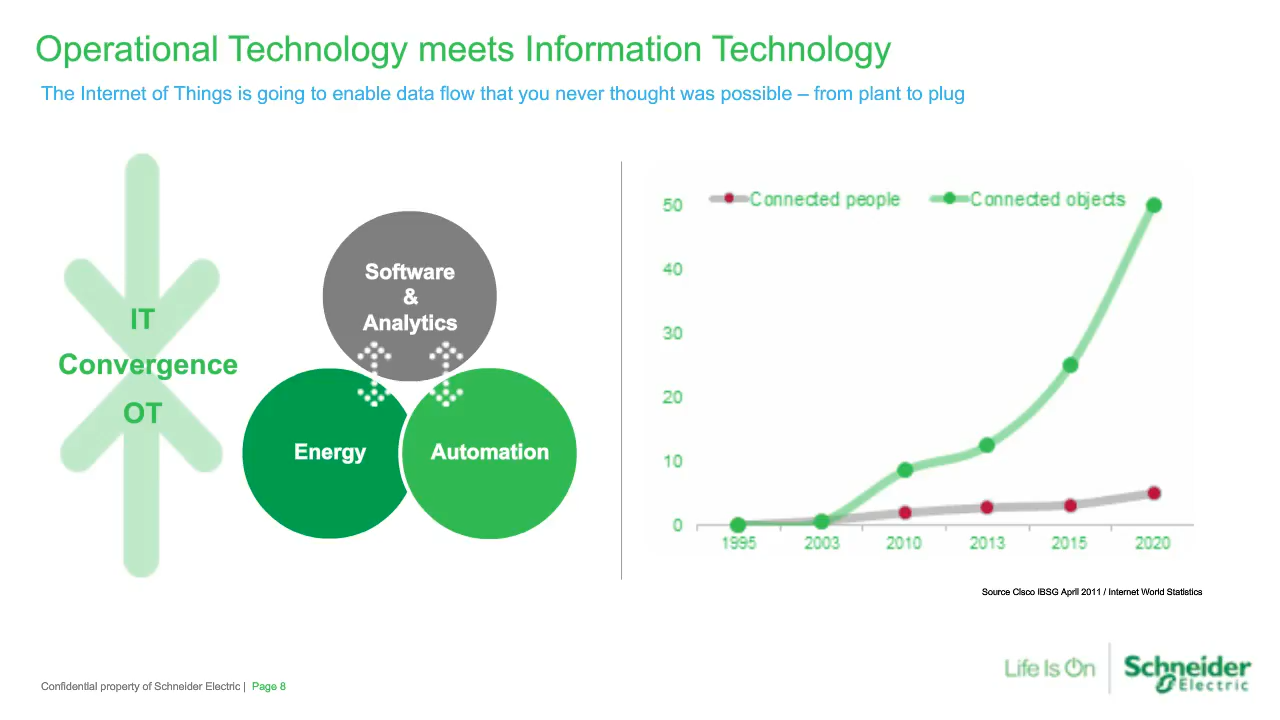 Operational Technology meets Information Technology
The Internet of Things is going to enable data flow that you never thought was possible – from plant to plug
IT
Convergence
OT
Software
&
Analytics
Energy
Automation
Connected people
Connected objects
50
40
30
20
10
0
1995 2003 2010 2013 2015 2020
Source Cisco IBSG April 2011 / Internet World Statistics
Confidential property of Schneider Electric | Page 8
Life Is On
Schneider
Electric